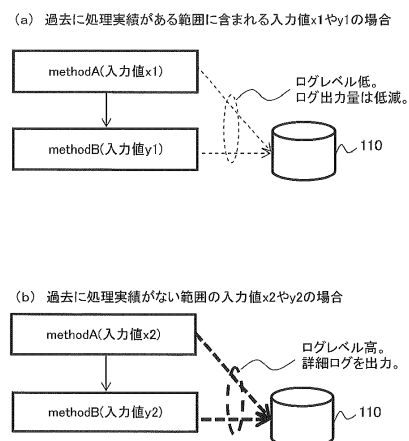 (a) 過去に処理実績がある範囲に含まれる入力値x1やy1の場合
methodA(入力値x1)
ログレベル低。
ログ出力量は低減。
methodB(入力値y1)
110
(b) 過去に処理実績がない範囲の入力値x2やy2の場合
methodA(入力値x2)
ログレベル高。
詳細ログを出力。
methodB(入力値y2)
110